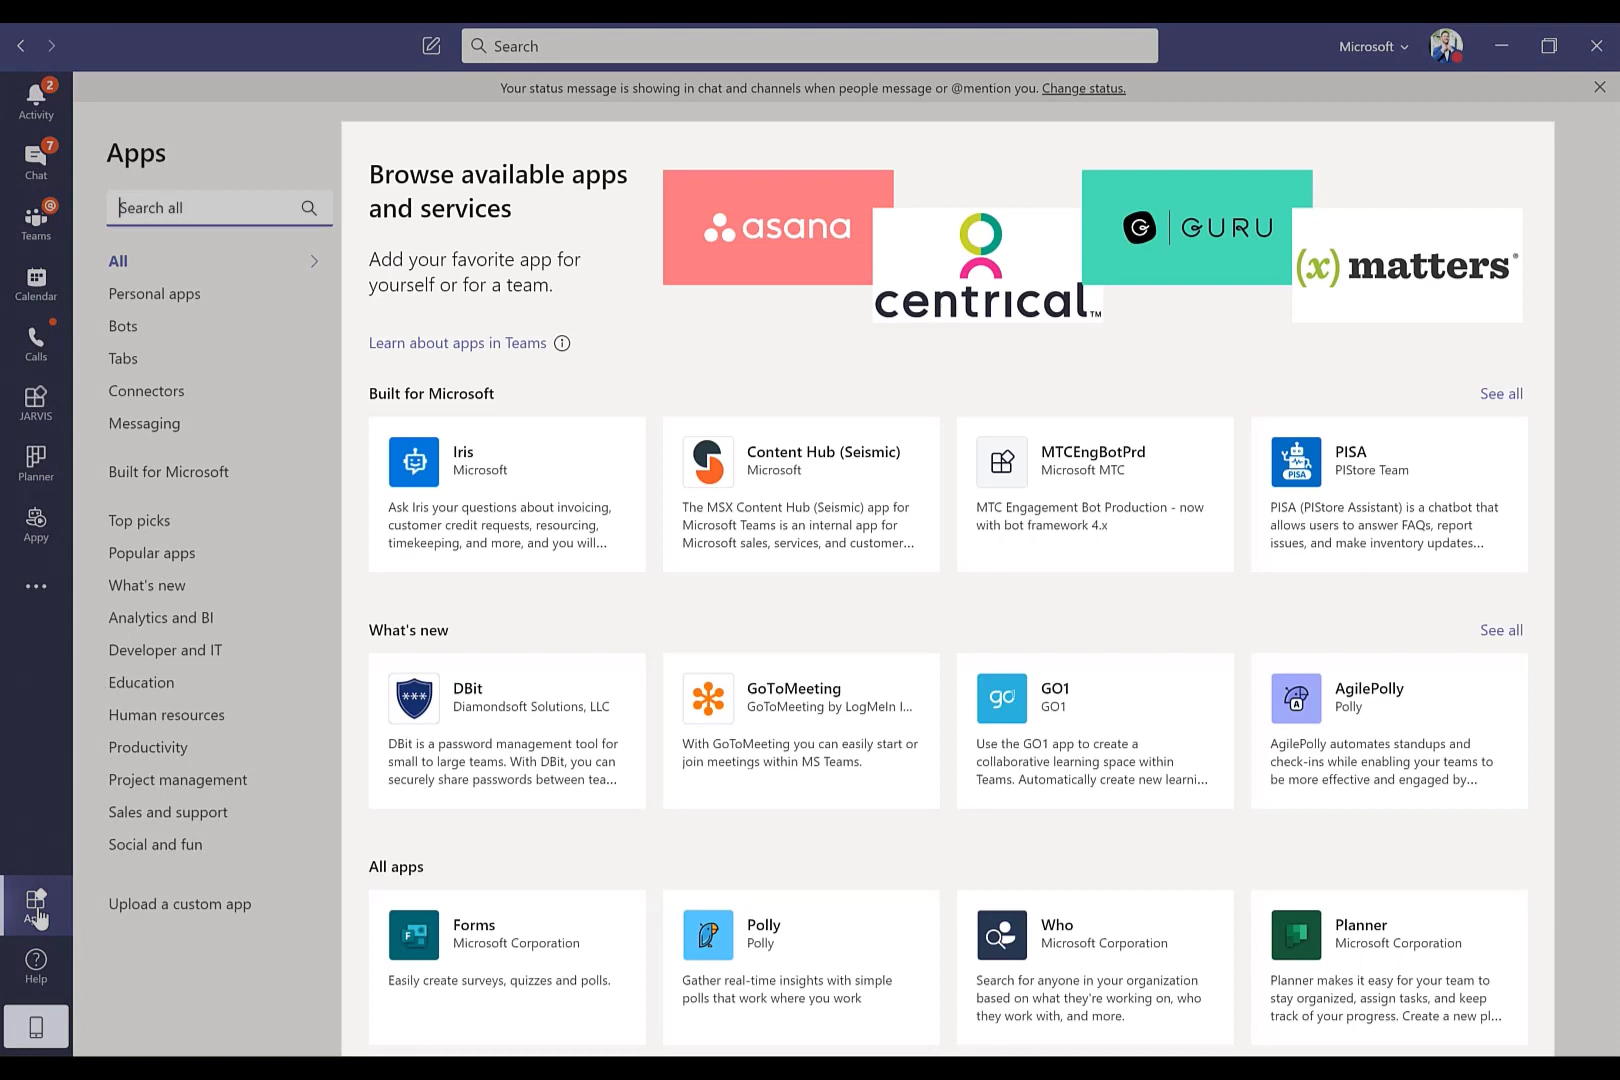 Search
Microsoft
Your status message is showing in chat and channels when people message or @mention you. Change status.
2
Activity
7
Chat
@
Teams
Calendar
Calls
JARVIS
Planner
Appy
Help
Apps
Search all
All
Personal apps
Bots
Tabs
Connectors
Messaging
Built for Microsoft
Top picks
Popular apps
What's new
Analytics and BI
Developer and IT
Education
Human resources
Productivity
Project management
Sales and support
Social and fun
Upload a custom app
Browse available apps
and services
Add your favorite app for
yourself or for a team.
Learn about apps in Teams
asana
centrical™
G | GURU
(x) matters®
Built for Microsoft
See all
Iris
Microsoft
Ask Iris your questions about invoicing,
customer credit requests, resourcing,
timekeeping, and more, and you will...
Content Hub (Seismic)
Microsoft
The MSX Content Hub (Seismic) app for
Microsoft Teams is an internal app for
Microsoft sales, services, and customer...
MTCEngBotPrd
Microsoft MTC
MTC Engagement Bot Production - now
with bot framework 4.x
PISA
PISA
PIStore Team
PISA (PIStore Assistant) is a chatbot that
allows users to answer FAQs, report
issues, and make inventory updates...
What's new
See all
***
DBit
Diamondsoft Solutions, LLC
DBit is a password management tool for
small to large teams. With DBit, you can
securely share passwords between tea...
GoToMeeting
GoToMeeting by LogMeIn I...
With GoToMeeting you can easily start or
join meetings within MS Teams.
go
GO1
GO1
Use the GO1 app to create a
collaborative learning space within
Teams. Automatically create new learni...
A
AgilePolly
Polly
AgilePolly automates standups and
check-ins while enabling your teams to
be more effective and engaged by...
All apps
F
Forms
Microsoft Corporation
Easily create surveys, quizzes and polls.
Polly
Polly
Gather real-time insights with simple
polls that work where you work
Who
Microsoft Corporation
Search for anyone in your organization
based on what they're working on, who
they work with, and more.
Planner
Microsoft Corporation
Planner makes it easy for your team to
stay organized, assign tasks, and keep
track of your progress. Create a new pl...